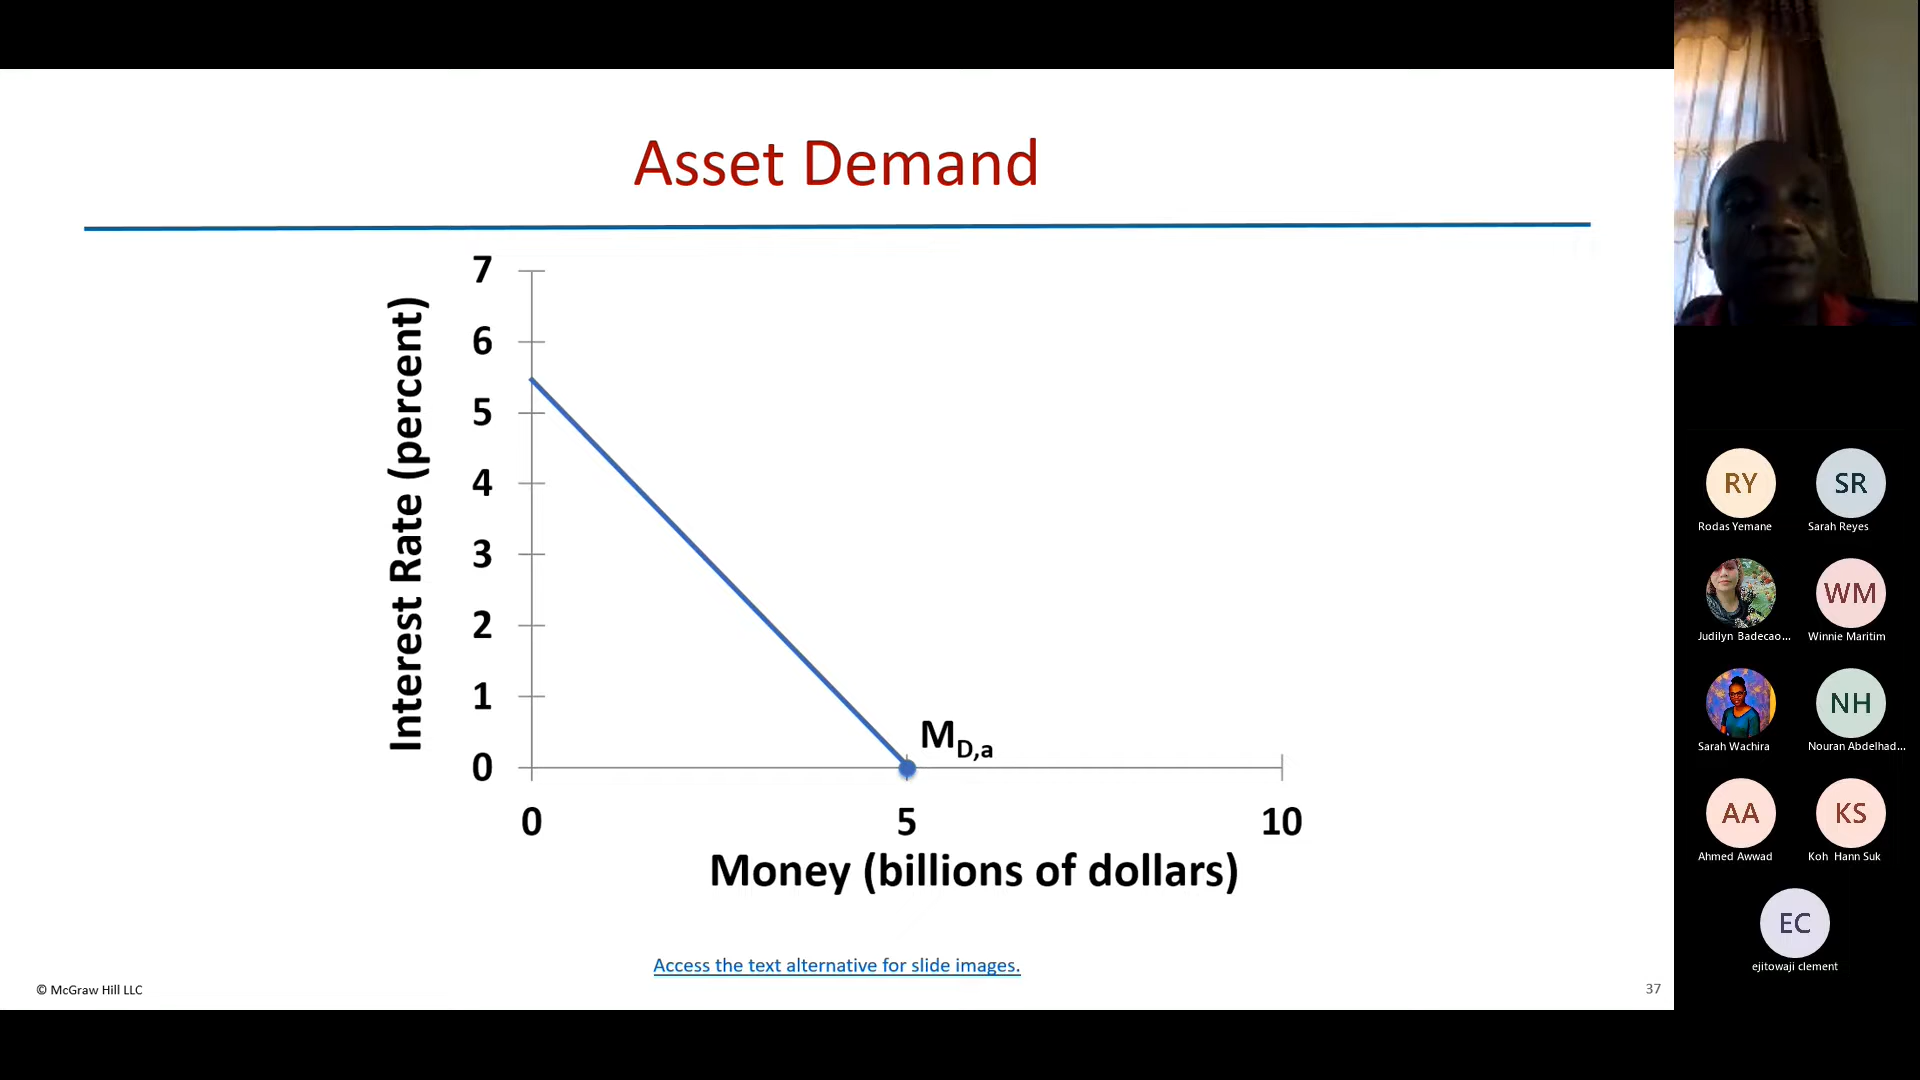 Asset Demand
Interest Rate (percent)
7
6
5
4
3
2
1
0
M_D,a
0 5 10
Money (billions of dollars)
Access the text alternative for slide images.
© McGraw Hill LLC
37
RY SR
Rodas Yemane Sarah Reyes
WM
Judilyn Badecao... Winnie Maritim
NH
Sarah Wachira Nouran Abdelhad...
AA KS
Ahmed Awwad Koh Hann Suk
EC
ejitowaji clement